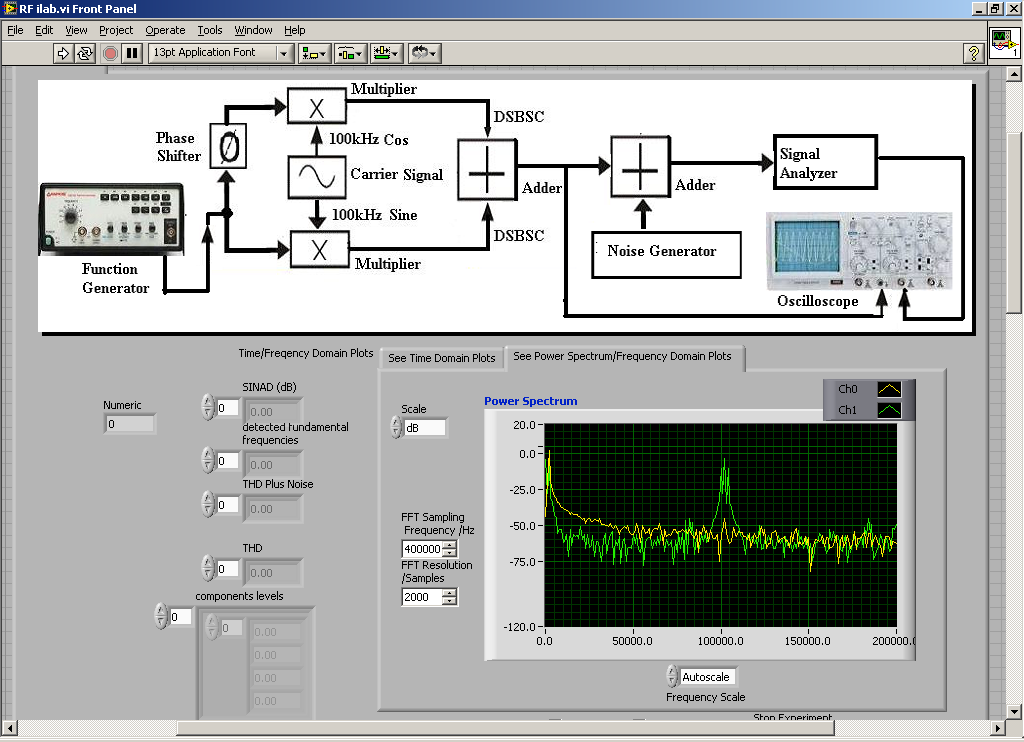 RF ilab.vi Front Panel
File Edit View Project Operate Tools Window Help
13pt Application Font
?
1
Multiplier
X
DSBSC
Phase
Shifter
Ø
100kHz Cos
Carrier Signal
Adder
Adder
Signal
Analyzer
100kHz Sine
DSBSC
X
Multiplier
Noise Generator
Function
Generator
Oscilloscope
Time/Freqency Domain Plots
See Time Domain Plots
See Power Spectrum/Frequency Domain Plots
Numeric
0
SINAD (dB)
0
0.00
detected fundamental
frequencies
0
0.00
THD Plus Noise
0
0.00
THD
0
0.00
components levels
0
0
0.00
0.00
0.00
0.00
Scale
dB
FFT Sampling
Frequency /Hz
400000
FFT Resolution
/Samples
2000
Power Spectrum
Ch0
Ch1
20.0
0.0
-25.0
-50.0
-75.0
-120.0
0.0 50000.0 100000.0 150000.0 200000.0
Autoscale
Frequency Scale
Stop Experiment